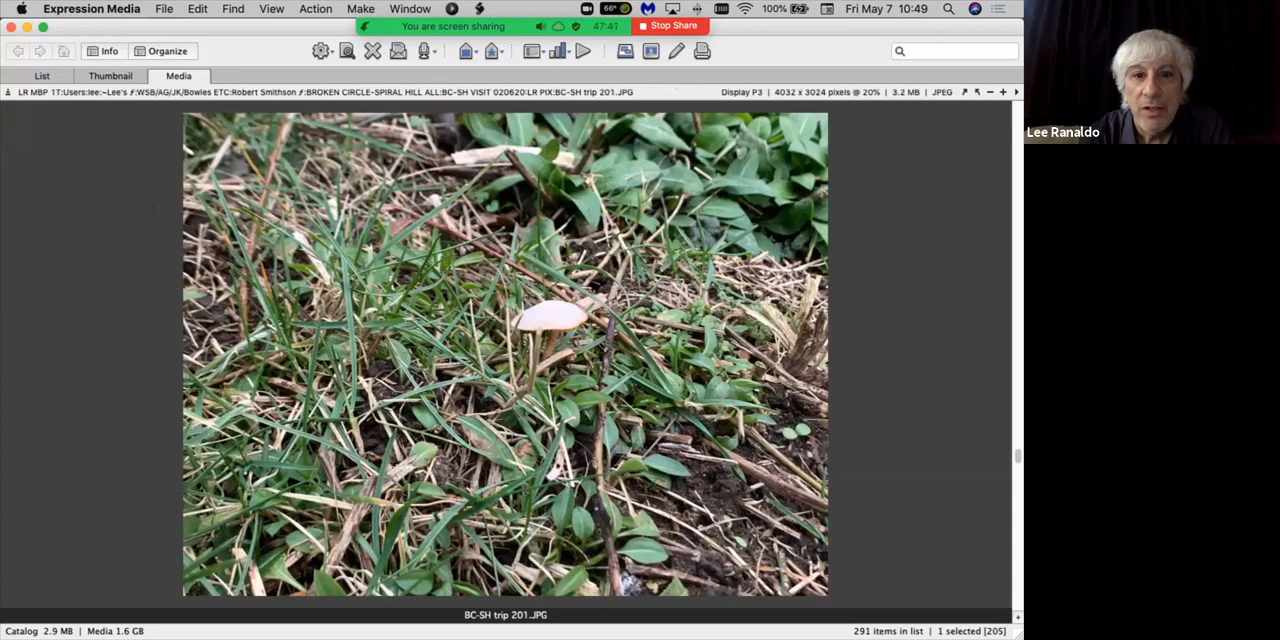 Expression Media File Edit Find View Action Make Window 66° 100% Fri May 7 10:49
You are screen sharing 47:41 Stop Share
Info Organize
List Thumbnail Media
LR MBP 1T:Users:lee:~Lee's ƒ:WSB/AG/JK/Bowles ETC:Robert Smithson ƒ:BROKEN CIRCLE-SPIRAL HILL ALL:BC-SH VISIT 020620:LR PIX:BC-SH trip 201.JPG Display P3 | 4032 x 3024 pixels @ 20% | 3.2 MB | JPEG
Lee Ranaldo
BC-SH trip 201.JPG
Catalog 2.9 MB | Media 1.6 GB 291 items in list | 1 selected [205]